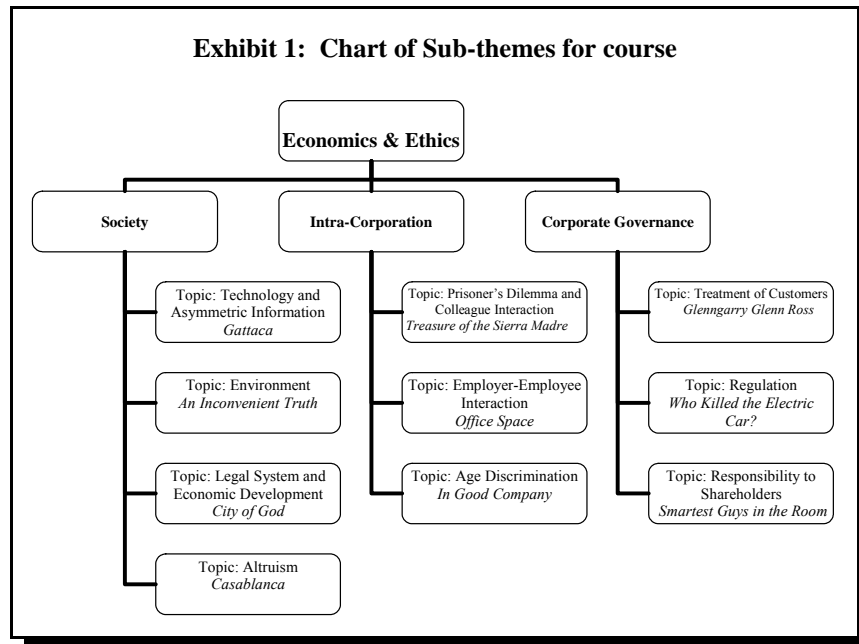 Exhibit 1: Chart of Sub-themes for course
Economics & Ethics
Society
Intra-Corporation
Corporate Governance
Topic: Technology and
Asymmetric Information
Gattaca
Topic: Environment
An Inconvenient Truth
Topic: Legal System and
Economic Development
City of God
Topic: Altruism
Casablanca
Topic: Prisoner's Dilemma and
Colleague Interaction
Treasure of the Sierra Madre
Topic: Employer-Employee
Interaction
Office Space
Topic: Age Discrimination
In Good Company
Topic: Treatment of Customers
Glenngarry Glenn Ross
Topic: Regulation
Who Killed the Electric
Car?
Topic: Responsibility to
Shareholders
Smartest Guys in the Room